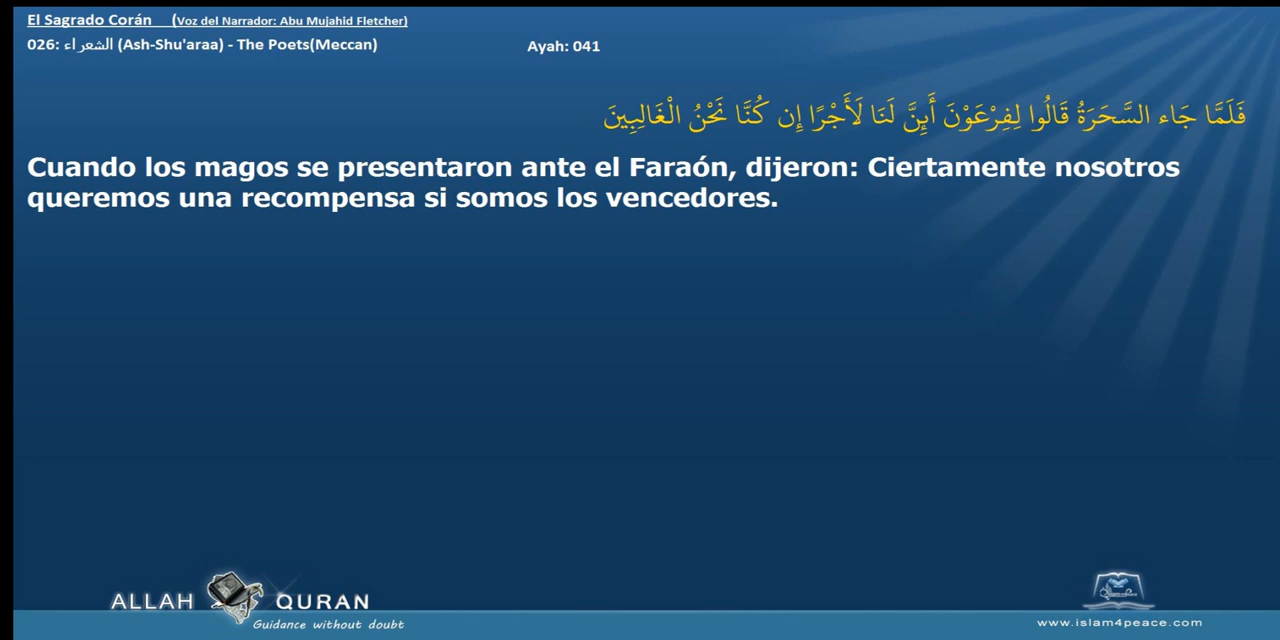 El Sagrado Corán (Voz del Narrador: Abu Mujahid Fletcher)
026: الشعراء (Ash-Shu'araa) - The Poets(Meccan) Ayah: 041
فَلَمَّا جَاء السَّحَرَةُ قَالُوا لِفِرْعَوْنَ أَئِنَّ لَنَا لَأَجْرًا إِن كُنَّا نَحْنُ الْغَالِبِينَ
Cuando los magos se presentaron ante el Faraón, dijeron: Ciertamente nosotros
queremos una recompensa si somos los vencedores.
ALLAH QURAN
Guidance without doubt
www.islam4peace.com